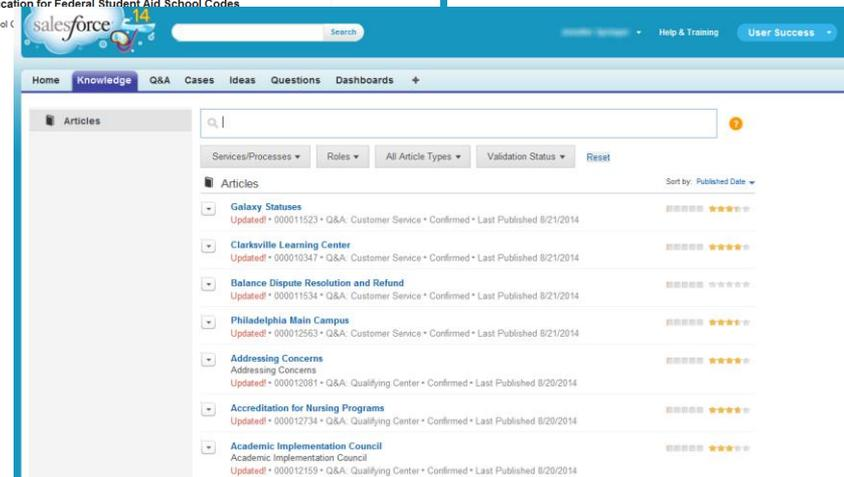 cation for Federal Student Aid School Codes
salesforce
14
Search
Help & Training
User Success
Home Knowledge Q&A Cases Ideas Questions Dashboards +
Articles
?
Services/Processes Roles All Article Types Validation Status Reset
Articles
Sort by: Published Date
Galaxy Statuses
Updated! • 000011523 • Q&A: Customer Service • Confirmed • Last Published 8/21/2014
Clarksville Learning Center
Updated! • 000010347 • Q&A: Customer Service • Confirmed • Last Published 8/21/2014
Balance Dispute Resolution and Refund
Updated! • 000011534 • Q&A: Customer Service • Confirmed • Last Published 8/21/2014
Philadelphia Main Campus
Updated! • 000012563 • Q&A: Customer Service • Confirmed • Last Published 8/21/2014
Addressing Concerns
Addressing Concerns
Updated! • 000012081 • Q&A: Qualifying Center • Confirmed • Last Published 8/20/2014
Accreditation for Nursing Programs
Updated! • 000012734 • Q&A: Qualifying Center • Confirmed • Last Published 8/20/2014
Academic Implementation Council
Academic Implementation Council
Updated! • 000012159 • Q&A: Qualifying Center • Confirmed • Last Published 8/20/2014